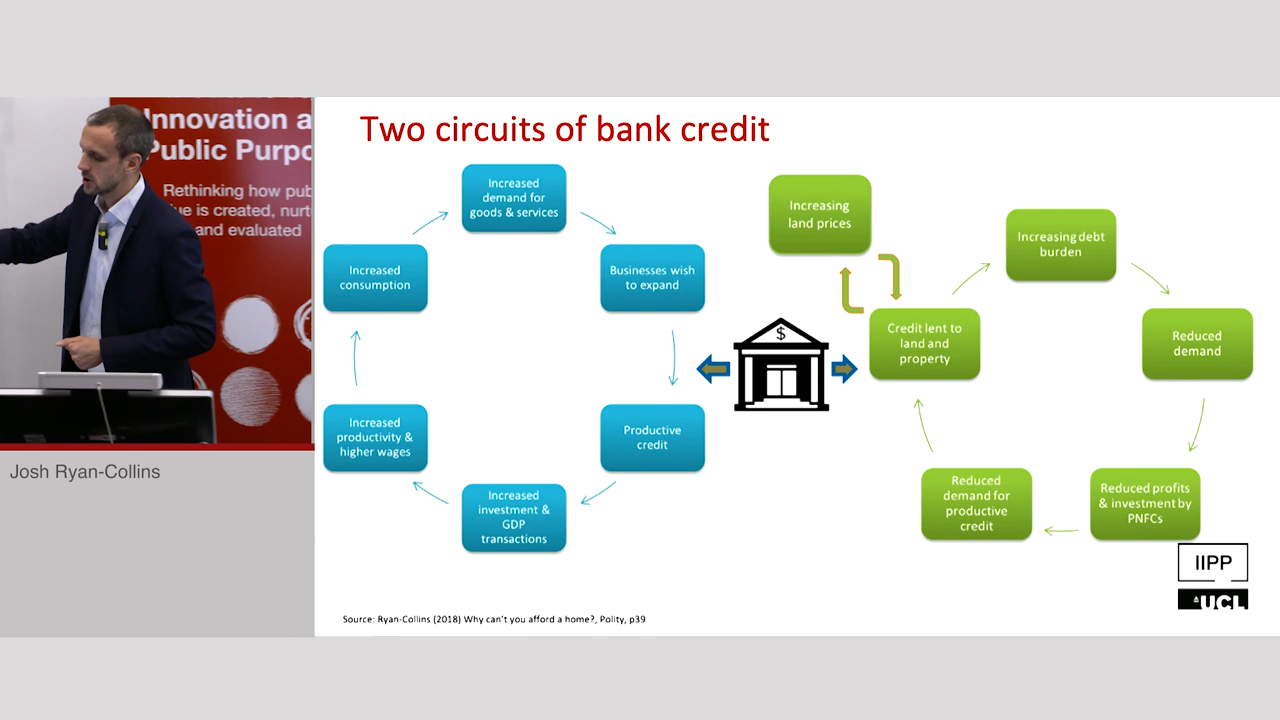 Innovation a
Public Purpo
Rethinking how pub
ue is created, nurt
and evaluated
Josh Ryan-Collins
Two circuits of bank credit
Increased
demand for
goods & services
Businesses wish
to expand
Productive
credit
Increased
investment &
GDP
transactions
Increased
productivity &
higher wages
Increased
consumption
$
Increasing
land prices
Credit lent to
land and
property
Increasing debt
burden
Reduced
demand
Reduced profits
& investment by
PNFCs
Reduced
demand for
productive
credit
IIPP
UCL
Source: Ryan-Collins (2018) Why can't you afford a home?, Polity, p39